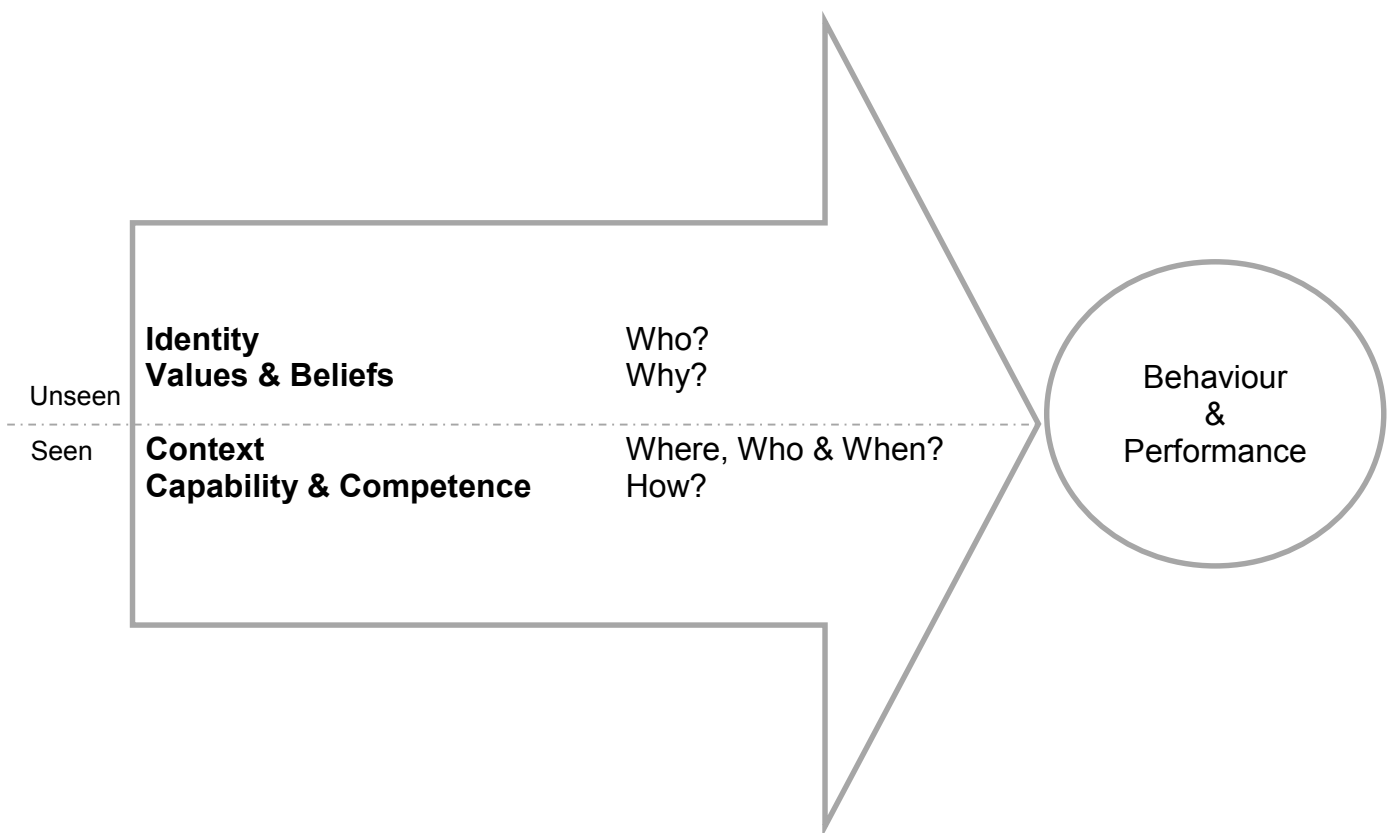 Identity Who?
Values & Beliefs Why?
Unseen
Seen
Context Where, Who & When?
Capability & Competence How?
Behaviour
&
Performance